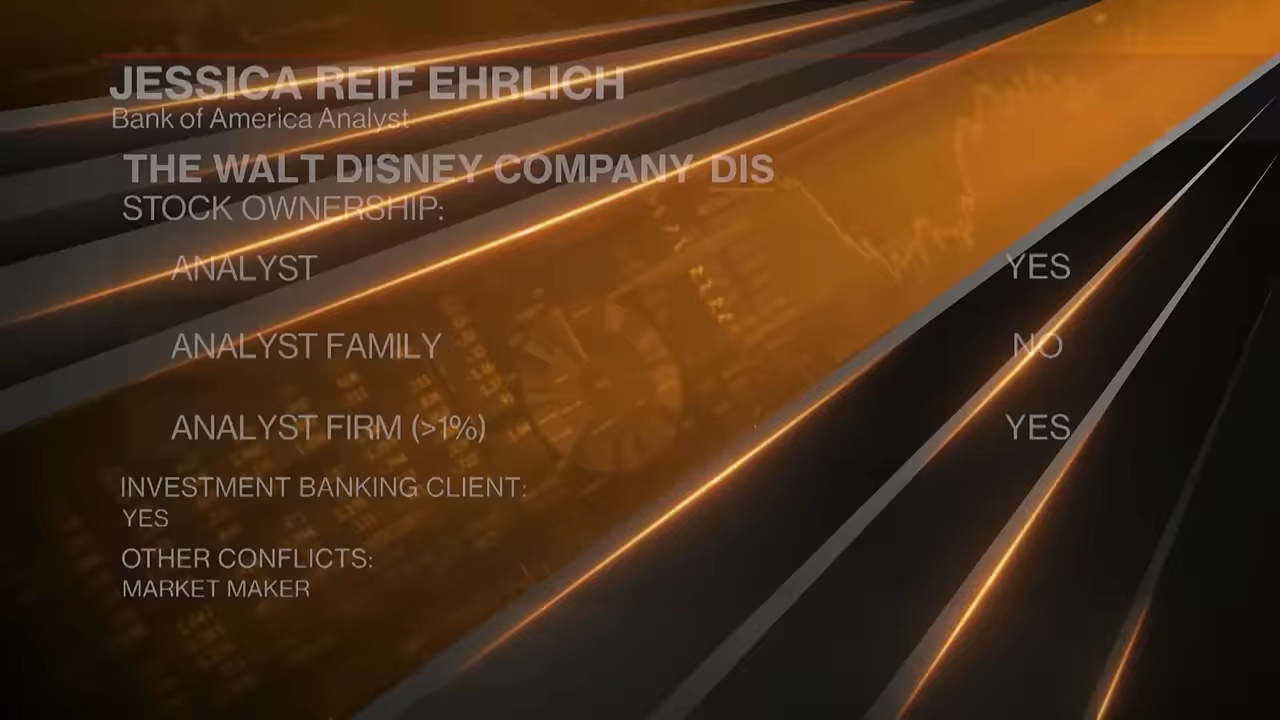 JESSICA REIF EHRLICH
Bank of America Analyst
THE WALT DISNEY COMPANY DIS
STOCK OWNERSHIP:
ANALYST YES
ANALYST FAMILY NO
ANALYST FIRM (>1%) YES
INVESTMENT BANKING CLIENT:
YES
OTHER CONFLICTS:
MARKET MAKER